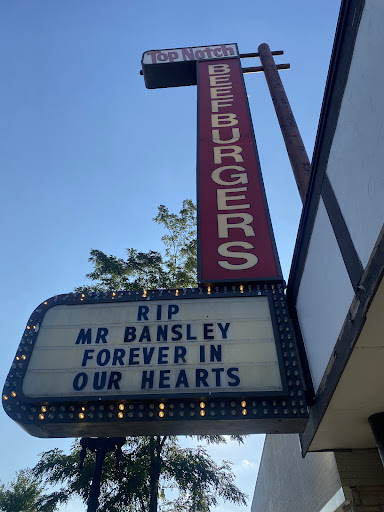 Top Notch
BEEFBURGERS
RIP
MR BANSLEY
FOREVER IN
OUR HEARTS